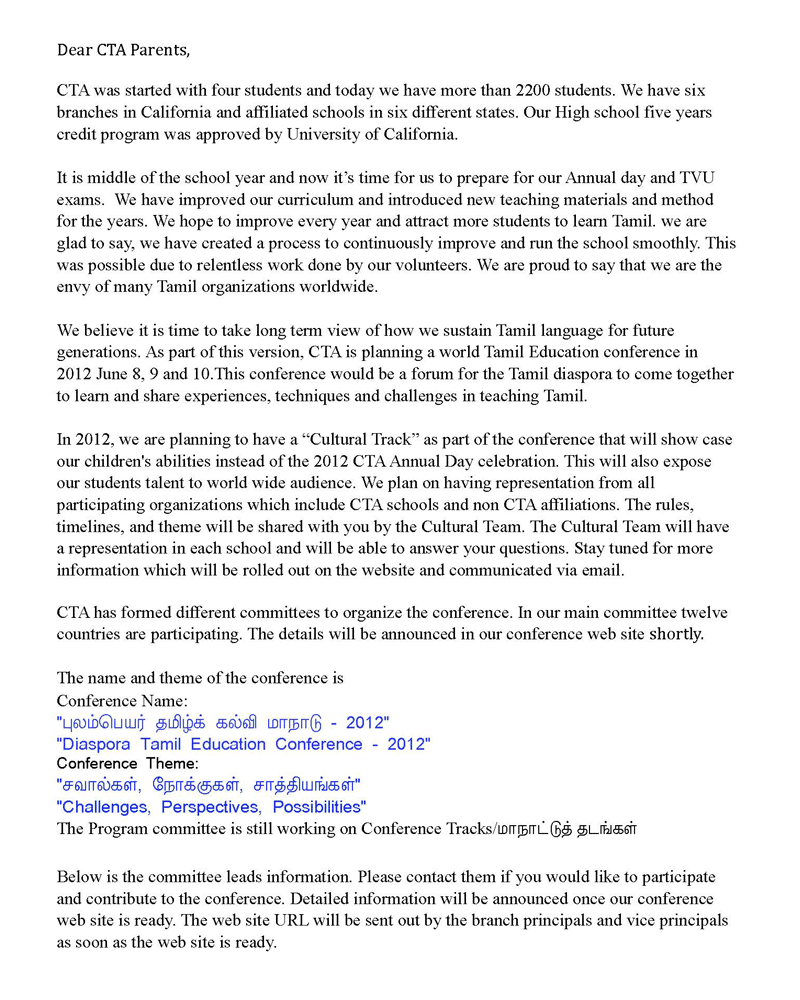 Dear CTA Parents,
CTA was started with four students and today we have more than 2200 students. We have six
branches in California and affiliated schools in six different states. Our High school five years
credit program was approved by University of California.
It is middle of the school year and now it’s time for us to prepare for our Annual day and TVU
exams.  We have improved our curriculum and introduced new teaching materials and method
for the years. We hope to improve every year and attract more students to learn Tamil. we are
glad to say, we have created a process to continuously improve and run the school smoothly. This
was possible due to relentless work done by our volunteers. We are proud to say that we are the
envy of many Tamil organizations worldwide.
We believe it is time to take long term view of how we sustain Tamil language for future
generations. As part of this version, CTA is planning a world Tamil Education conference in
2012 June 8, 9 and 10.This conference would be a forum for the Tamil diaspora to come together
to learn and share experiences, techniques and challenges in teaching Tamil.
In 2012, we are planning to have a “Cultural Track” as part of the conference that will show case
our children's abilities instead of the 2012 CTA Annual Day celebration. This will also expose
our students talent to world wide audience. We plan on having representation from all
participating organizations which include CTA schools and non CTA affiliations. The rules,
timelines, and theme will be shared with you by the Cultural Team. The Cultural Team will have
a representation in each school and will be able to answer your questions. Stay tuned for more
information which will be rolled out on the website and communicated via email.
CTA has formed different committees to organize the conference. In our main committee twelve
countries are participating. The details will be announced in our conference web site shortly.
The name and theme of the conference is
Conference Name:
"புலம்பெயர் தமிழ்க் கல்வி மாநாடு - 2012"
"Diaspora Tamil Education Conference - 2012"
Conference Theme:
"சவால்கள், நோக்குகள், சாத்தியங்கள்"
"Challenges, Perspectives, Possibilities"
The Program committee is still working on Conference Tracks/மாநாட்டுத் தடங்கள்
Below is the committee leads information. Please contact them if you would like to participate
and contribute to the conference. Detailed information will be announced once our conference
web site is ready. The web site URL will be sent out by the branch principals and vice principals
as soon as the web site is ready.